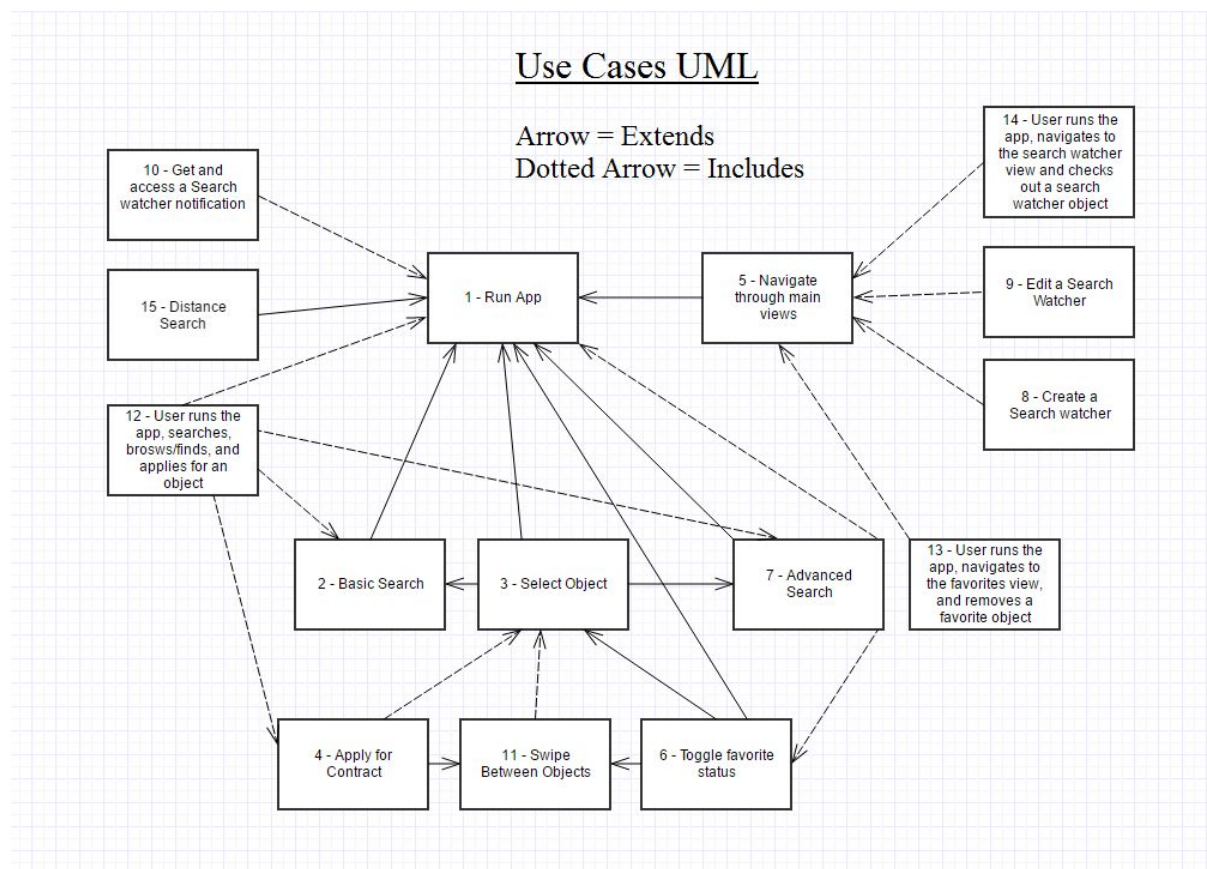 Use Cases UML
Arrow = Extends
Dotted Arrow = Includes
10 - Get and
access a Search
watcher notification
14 - User runs the
app, navigates to
the search watcher
view and checks
out a search
watcher object
1 - Run App
5 - Navigate
through main
views
9 - Edit a Search
Watcher
15 - Distance
Search
8 - Create a
Search watcher
12 - User runs the
app, searches,
brosws/finds, and
applies for an
object
2 - Basic Search
3 - Select Object
7 - Advanced
Search
13 - User runs the
app, navigates to
the favorites view,
and removes a
favorite object
4 - Apply for
Contract
11 - Swipe
Between Objects
6 - Toggle favorite
status